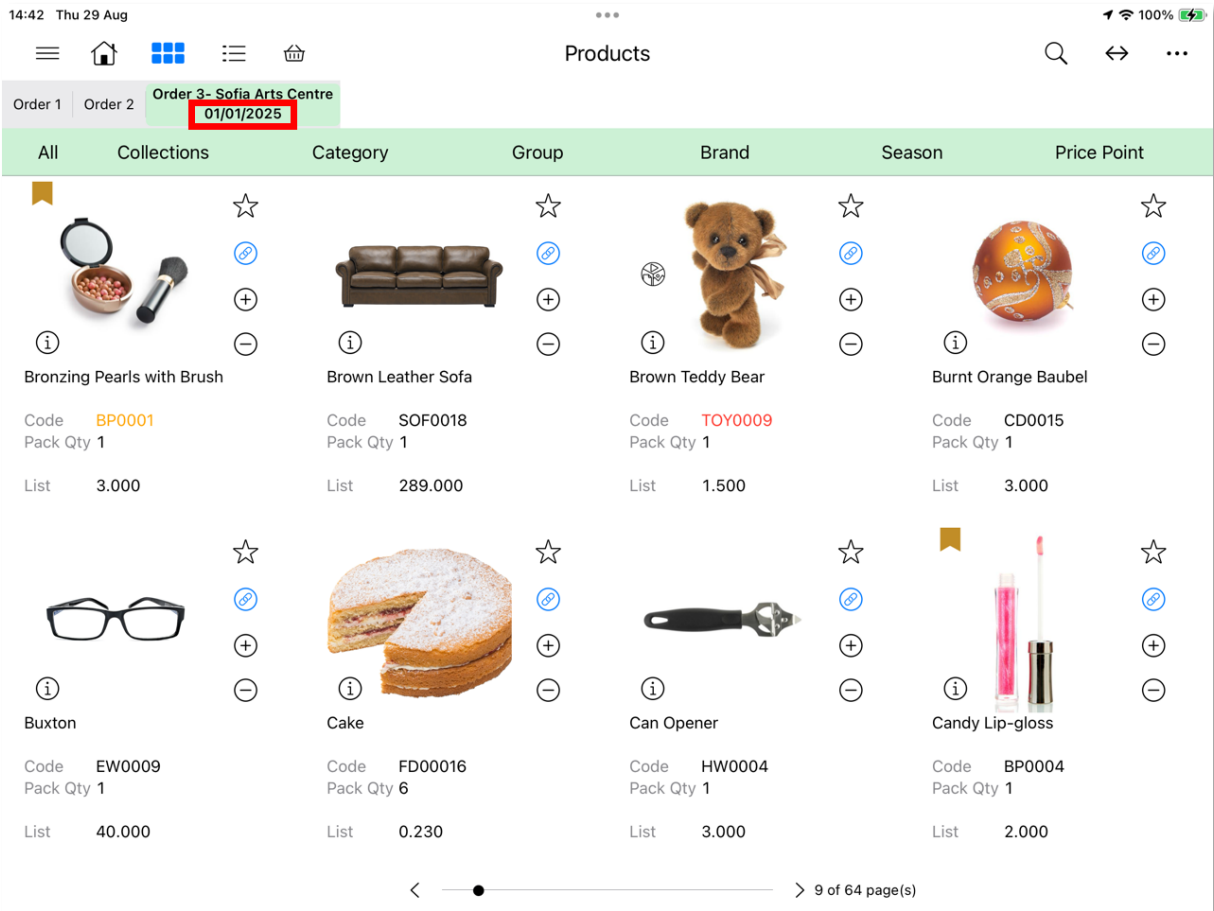 14:42 Thu 29 Aug
100%
Products
Order 1
Order 2
Order 3- Sofia Arts Centre
01/01/2025
All Collections Category Group Brand Season Price Point
Bronzing Pearls with Brush
Code BP0001
Pack Qty 1
List 3.000
Brown Leather Sofa
Code SOF0018
Pack Qty 1
List 289.000
Brown Teddy Bear
Code TOY0009
Pack Qty 1
List 1.500
Burnt Orange Baubel
Code CD0015
Pack Qty 1
List 3.000
Buxton
Code EW0009
Pack Qty 1
List 40.000
Cake
Code FD00016
Pack Qty 6
List 0.230
Can Opener
Code HW0004
Pack Qty 1
List 3.000
Candy Lip-gloss
Code BP0004
Pack Qty 1
List 2.000
9 of 64 page(s)